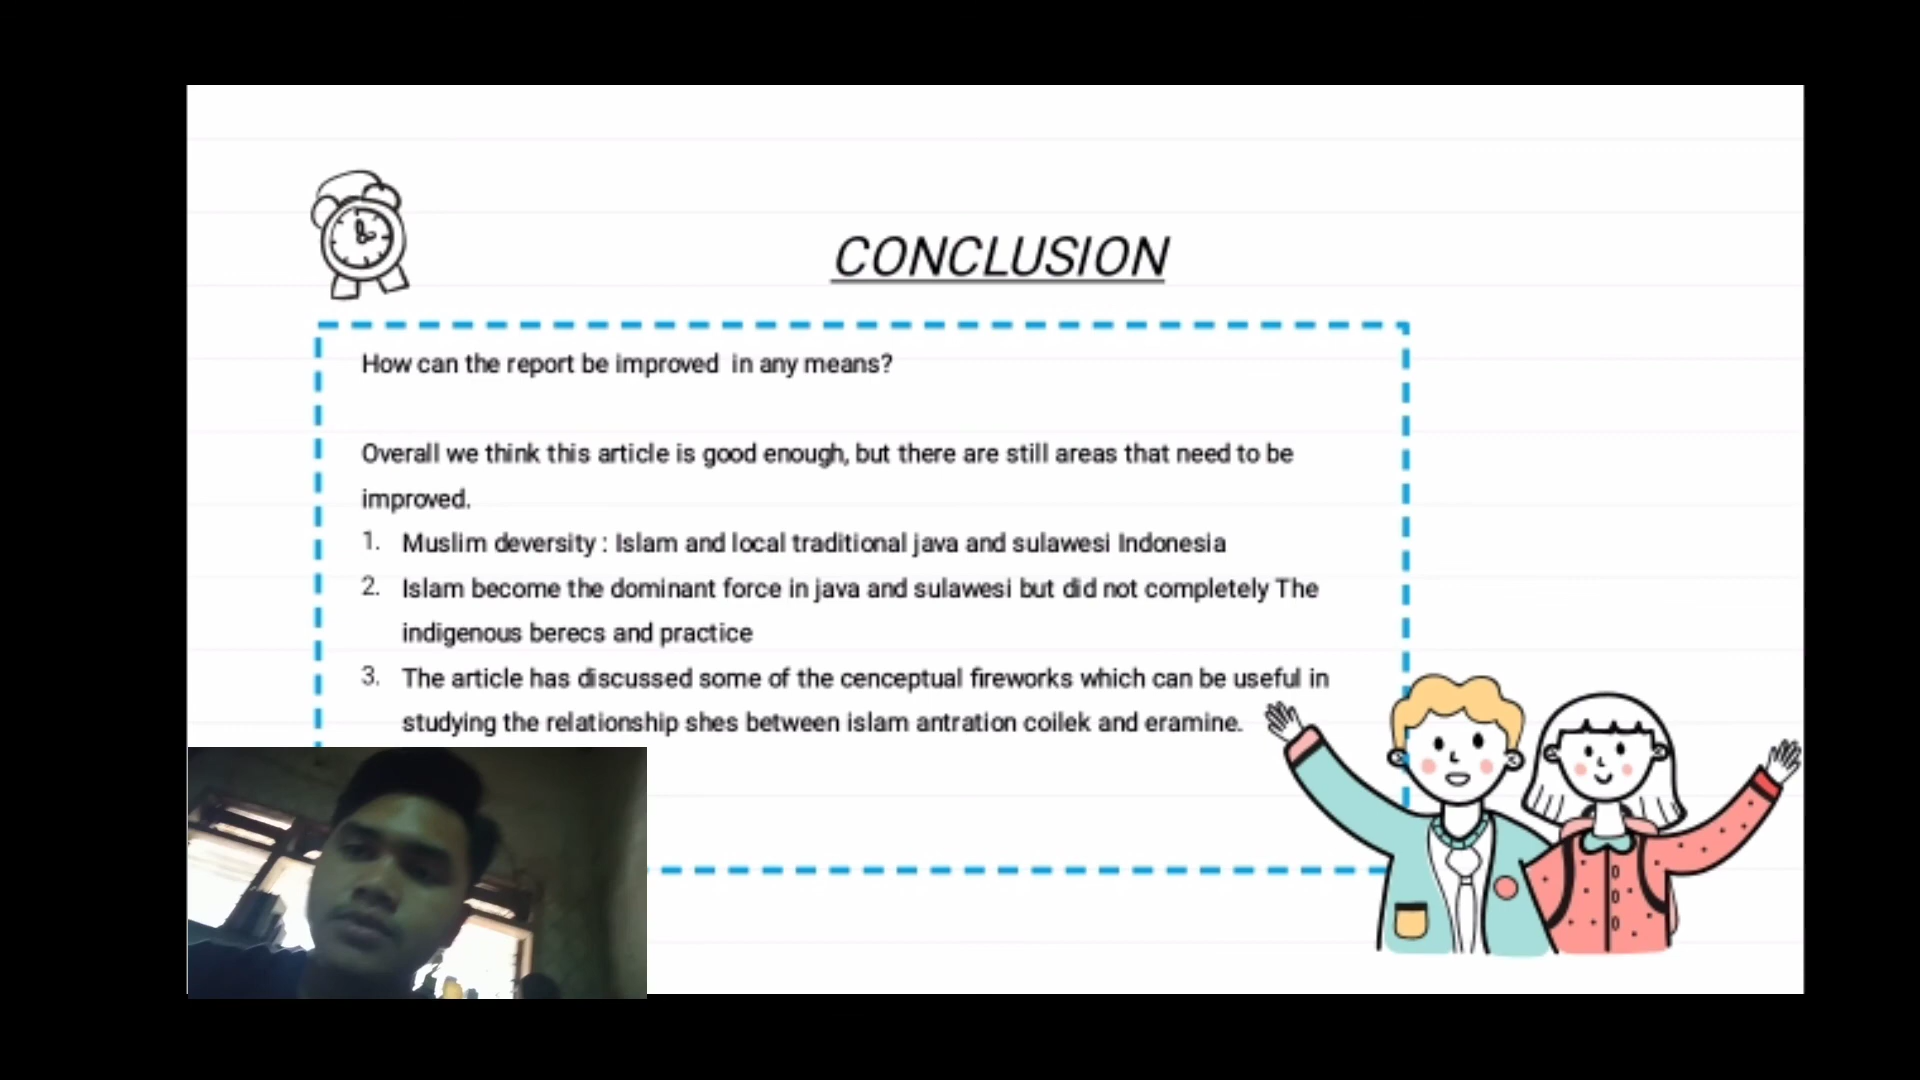 CONCLUSION
How can the report be improved in any means?
Overall we think this article is good enough, but there are still areas that need to be
improved.
1. Muslim deversity : Islam and local traditional java and sulawesi Indonesia
2. Islam become the dominant force in java and sulawesi but did not completely The
indigenous berecs and practice
3. The article has discussed some of the cenceptual fireworks which can be useful in
studying the relationship shes between islam antration coilek and eramine.